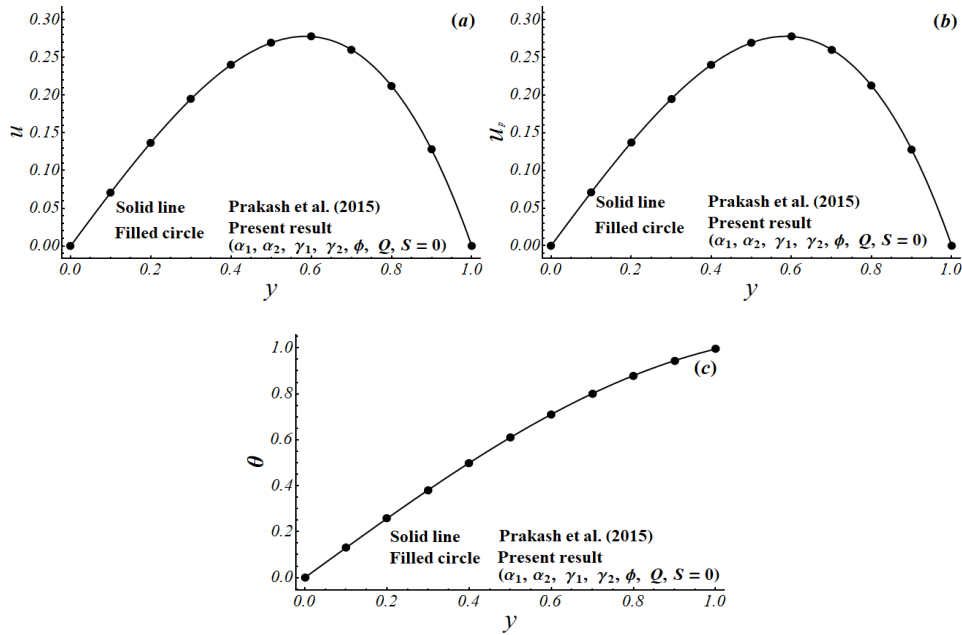 (a)
0.30
0.25
0.20
0.15
0.10
0.05
0.00
u
Solid line Prakash et al. (2015)
Filled circle Present result
(α₁, α₂, γ₁, γ₂, ϕ, Q, S = 0)
0.0 0.2 0.4 0.6 0.8 1.0
y
(b)
0.30
0.25
0.20
0.15
0.10
0.05
0.00
uₚ
Solid line Prakash et al. (2015)
Filled circle Present result
(α₁, α₂, γ₁, γ₂, ϕ, Q, S = 0)
0.0 0.2 0.4 0.6 0.8 1.0
y
1.0
(c)
0.8
0.6
0.4
0.2
0.0
θ
Solid line Prakash et al. (2015)
Filled circle Present result
(α₁, α₂, γ₁, γ₂, ϕ, Q, S = 0)
0.0 0.2 0.4 0.6 0.8 1.0
y